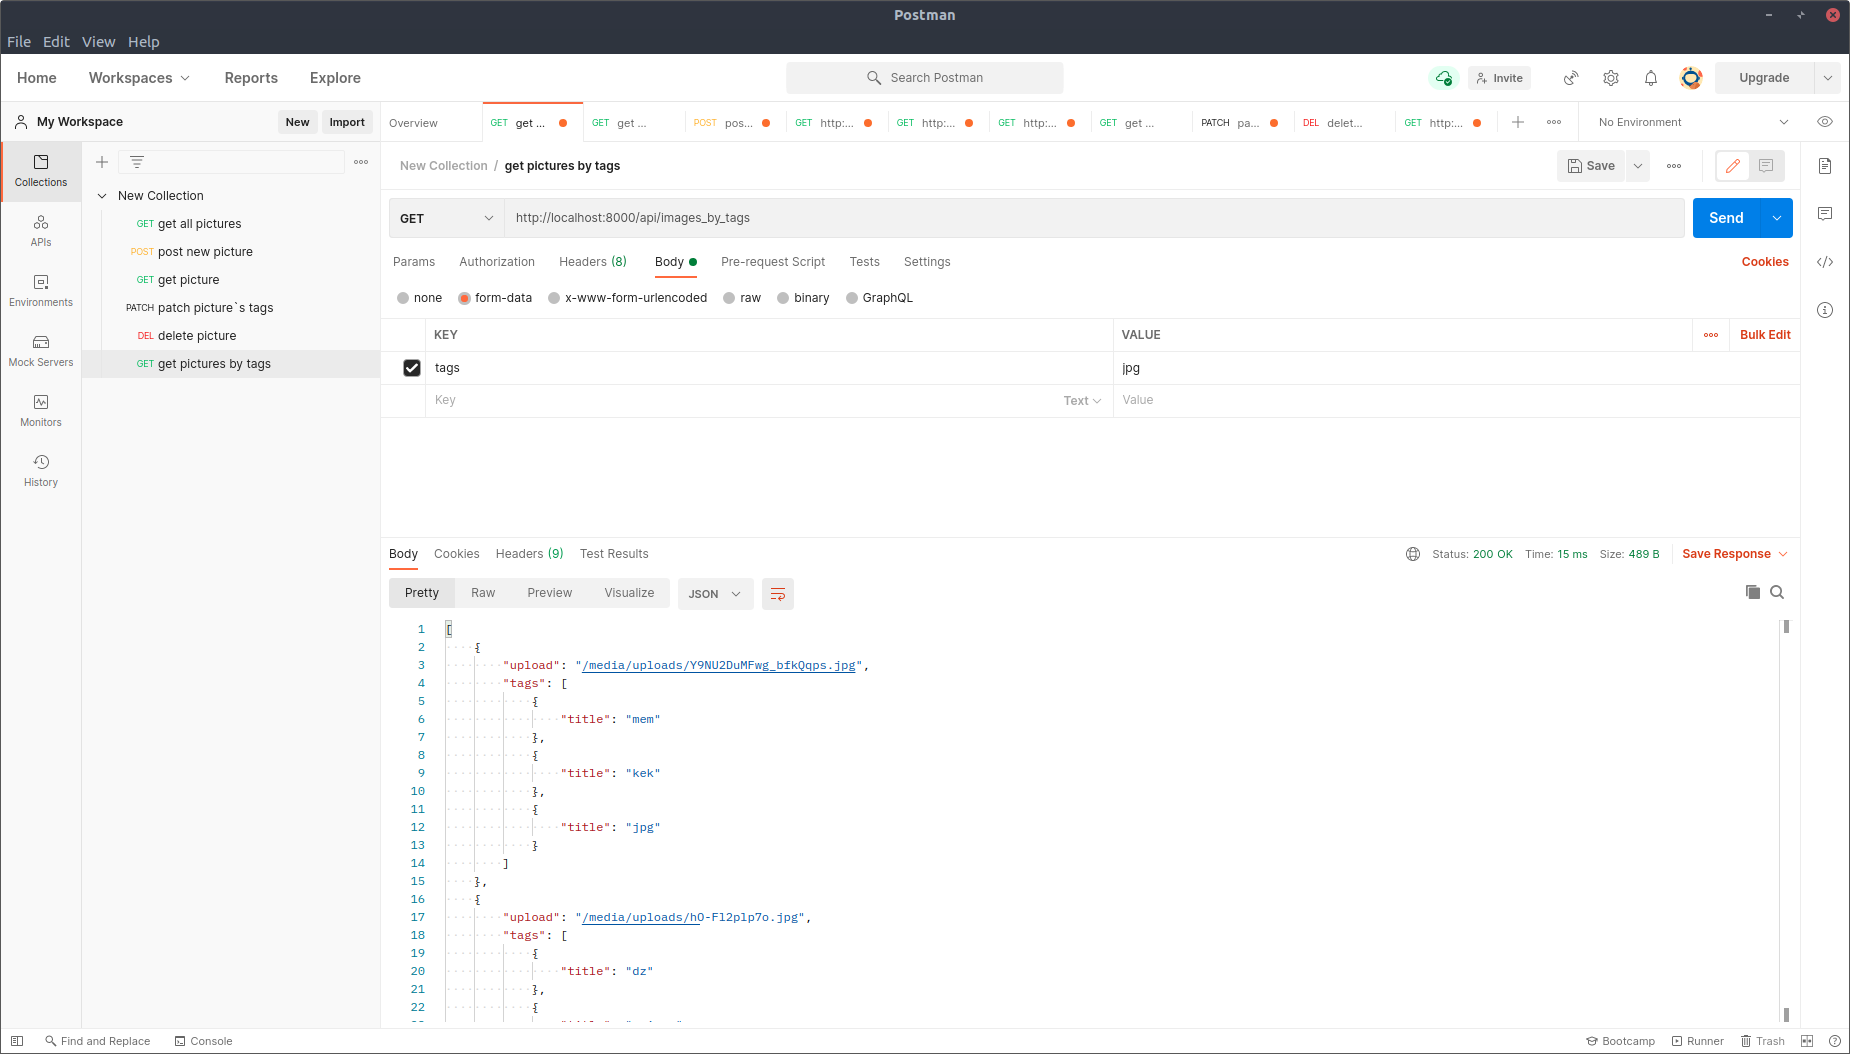 Postman
File Edit View Help
Home Workspaces Reports Explore Search Postman Invite Upgrade
My Workspace New Import
Overview GET get ... GET get ... POST pos... GET http:... GET http:... GET http:... GET get ... PATCH pa... DEL delet... GET http:... No Environment
Collections
APIs
Environments
Mock Servers
Monitors
History
New Collection
GET get all pictures
POST post new picture
GET get picture
PATCH patch picture`s tags
DEL delete picture
GET get pictures by tags
New Collection / get pictures by tags Save
GET http://localhost:8000/api/images_by_tags Send
Params Authorization Headers (8) Body Pre-request Script Tests Settings Cookies
none form-data x-www-form-urlencoded raw binary GraphQL
KEY VALUE Bulk Edit
tags jpg
Key Text Value
Body Cookies Headers (9) Test Results Status: 200 OK Time: 15 ms Size: 489 B Save Response
Pretty Raw Preview Visualize JSON
1 [
2 {
3 "upload": "/media/uploads/Y9NU2DuMFwg_bfkQqps.jpg",
4 "tags": [
5 {
6 "title": "mem"
7 },
8 {
9 "title": "kek"
10 },
11 {
12 "title": "jpg"
13 }
14 ]
15 },
16 {
17 "upload": "/media/uploads/hO-Fl2plp7o.jpg",
18 "tags": [
19 {
20 "title": "dz"
21 },
22 {
Find and Replace Console Bootcamp Runner Trash